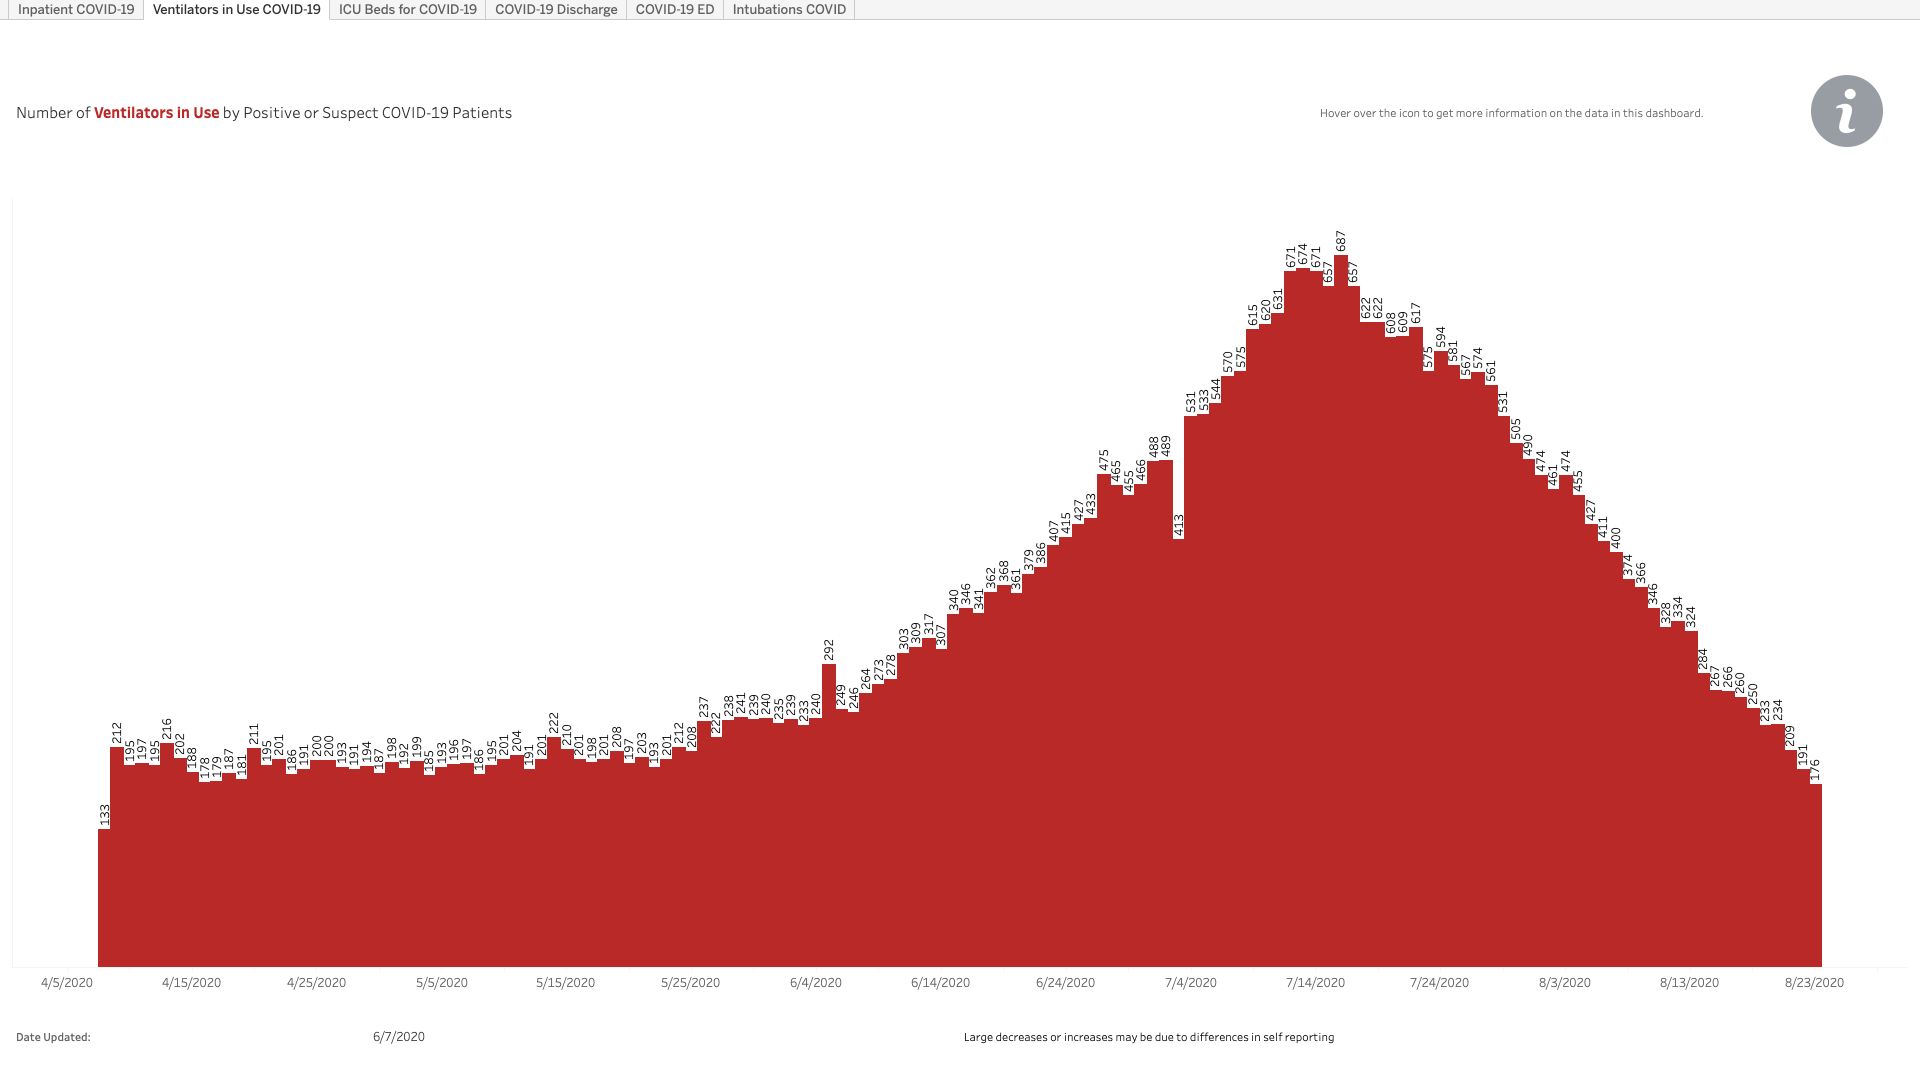 Inpatient COVID-19 Ventilators in Use COVID-19 ICU Beds for COVID-19 COVID-19 Discharge COVID-19 ED Intubations COVID
Number of Ventilators in Use by Positive or Suspect COVID-19 Patients
Hover over the icon to get more information on the data in this dashboard.
i
133 212 195 197 195 216 202 188 178 179 187 181 211 195 201 186 191 200 200 193 191 194 187 198 192 199 185 193 196 197 186 195 201 204 191 201 222 210 201 198 201 208 197 203 193 201 212 208 237 222 238 241 239 240 235 239 233 240 292 249 246 264 273 278 303 309 317 307 340 346 341 362 368 361 379 386 407 415 427 433 475 465 455 466 488 489 413 531 533 544 570 575 615 620 631 671 674 671 657 687 657 622 622 608 609 617 575 594 581 567 574 561 531 505 490 474 461 474 455 427 411 400 374 366 346 328 334 324 284 267 266 260 250 233 234 209 191 176
4/5/2020 4/15/2020 4/25/2020 5/5/2020 5/15/2020 5/25/2020 6/4/2020 6/14/2020 6/24/2020 7/4/2020 7/14/2020 7/24/2020 8/3/2020 8/13/2020 8/23/2020
Date Updated: 6/7/2020
Large decreases or increases may be due to differences in self reporting